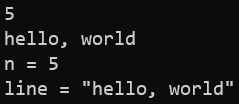 5
hello, world
n = 5
line = "hello, world"